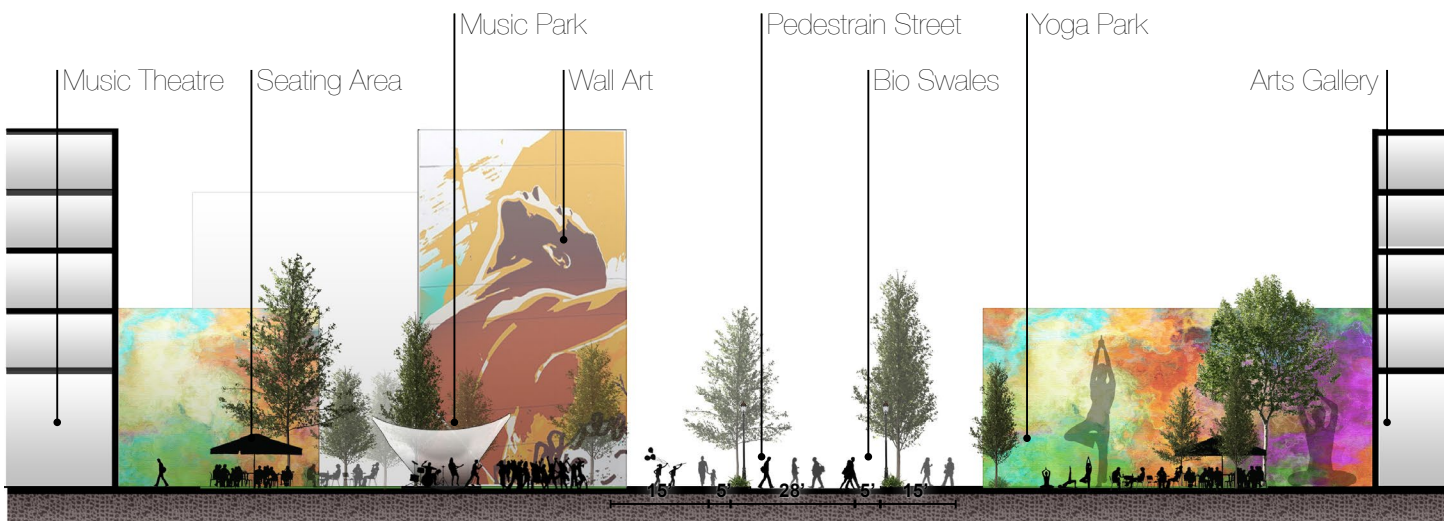 Music Park
Pedestrain Street
Yoga Park
Music Theatre
Seating Area
Wall Art
Bio Swales
Arts Gallery
15'
5'
28'
5'
15'